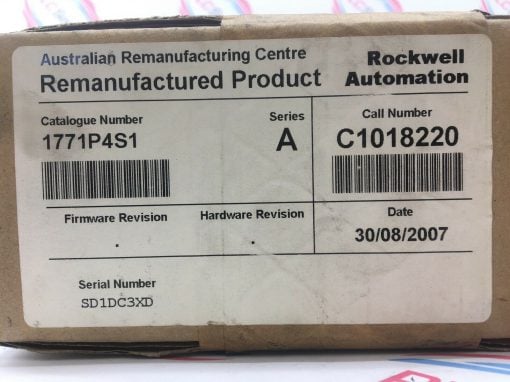 Australian Remanufacturing Centre
Remanufactured Product
Rockwell
Automation
Catalogue Number
1771P4S1
Series
A
Call Number
C1018220
Firmware Revision
.
Hardware Revision
.
Date
30/08/2007
Serial Number
SD1DC3XD